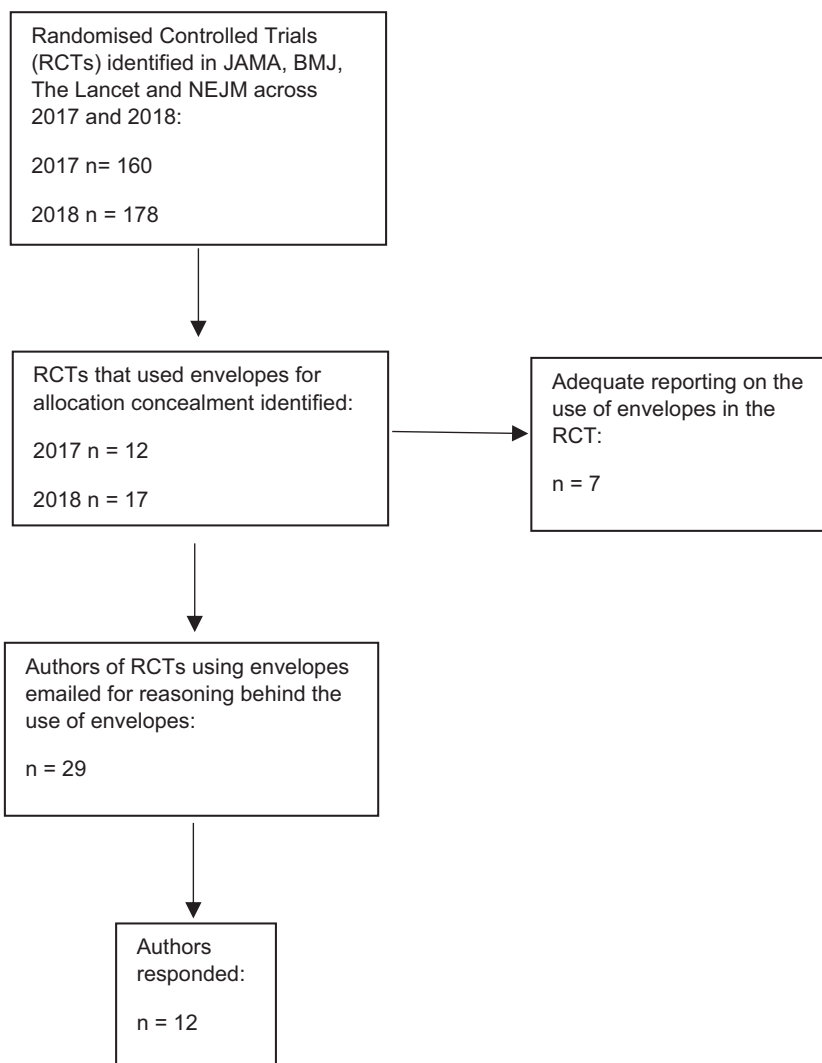 Randomised Controlled Trials
(RCTs) identified in JAMA, BMJ,
The Lancet and NEJM across
2017 and 2018:
2017 n= 160
2018 n = 178
RCTs that used envelopes for
allocation concealment identified:
2017 n = 12
2018 n = 17
Adequate reporting on the
use of envelopes in the
RCT:
n = 7
Authors of RCTs using envelopes
emailed for reasoning behind the
use of envelopes:
n = 29
Authors
responded:
n = 12